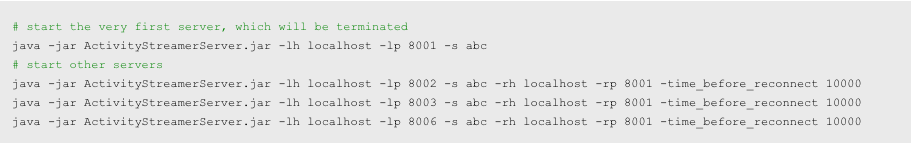 # start the very first server, which will be terminated
java -jar ActivityStreamerServer.jar -lh localhost -lp 8001 -s abc
# start other servers
java -jar ActivityStreamerServer.jar -lh localhost -lp 8002 -s abc -rh localhost -rp 8001 -time_before_reconnect 10000
java -jar ActivityStreamerServer.jar -lh localhost -lp 8003 -s abc -rh localhost -rp 8001 -time_before_reconnect 10000
java -jar ActivityStreamerServer.jar -lh localhost -lp 8006 -s abc -rh localhost -rp 8001 -time_before_reconnect 10000